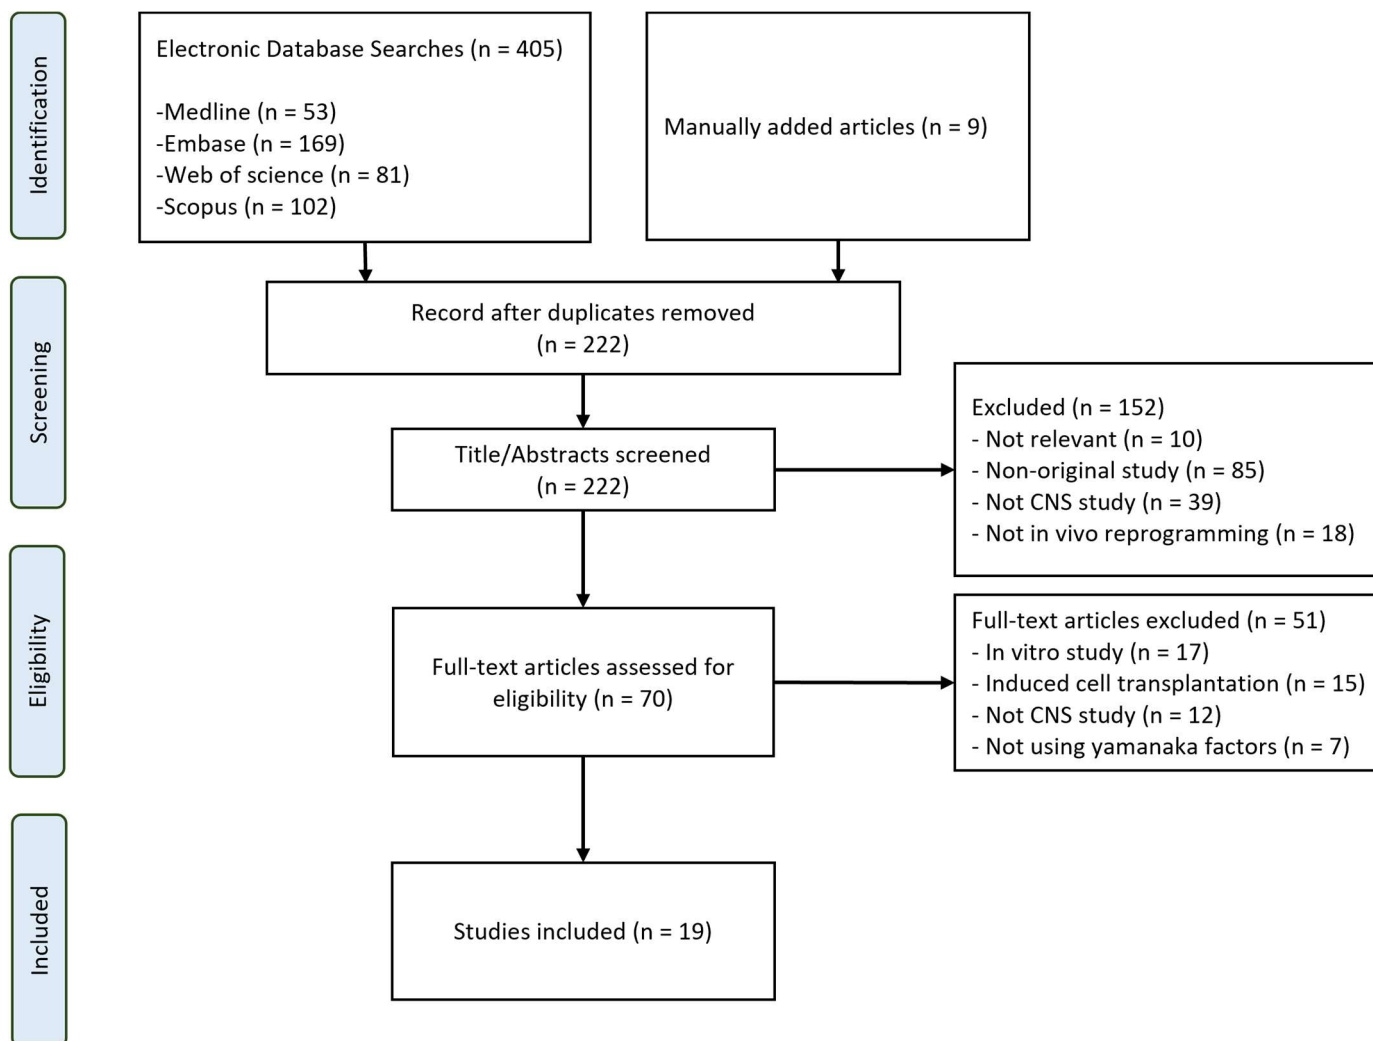 Identification
Electronic Database Searches (n = 405)
-Medline (n = 53)
-Embase (n = 169)
-Web of science (n = 81)
-Scopus (n = 102)
Manually added articles (n = 9)
Screening
Record after duplicates removed
(n = 222)
Title/Abstracts screened
(n = 222)
Excluded (n = 152)
- Not relevant (n = 10)
- Non-original study (n = 85)
- Not CNS study (n = 39)
- Not in vivo reprogramming (n = 18)
Eligibility
Full-text articles assessed for
eligibility (n = 70)
Full-text articles excluded (n = 51)
- In vitro study (n = 17)
- Induced cell transplantation (n = 15)
- Not CNS study (n = 12)
- Not using yamanaka factors (n = 7)
Included
Studies included (n = 19)